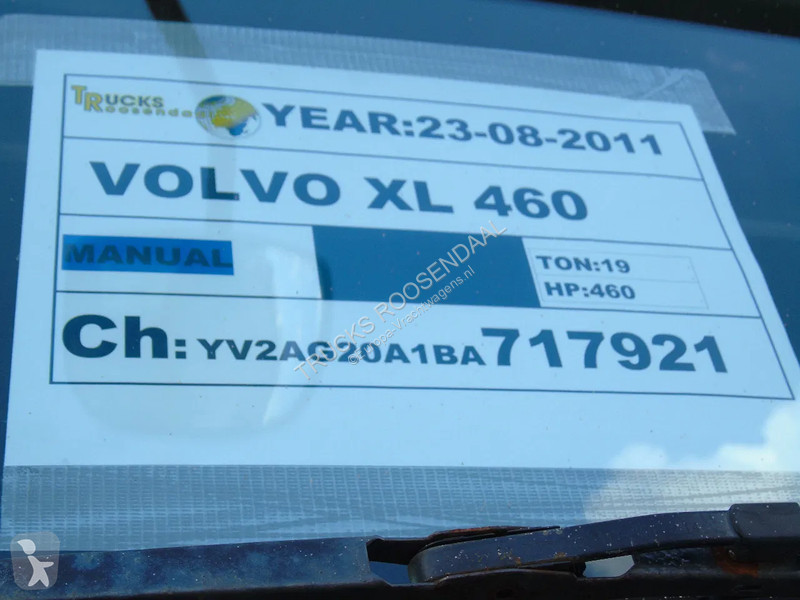 TRUCKS
Roosendaal
YEAR:23-08-2011
VOLVO XL 460
MANUAL
TON:19
HP:460
Ch: YV2AG20A1BA717921
TRUCKS ROOSENDAAL